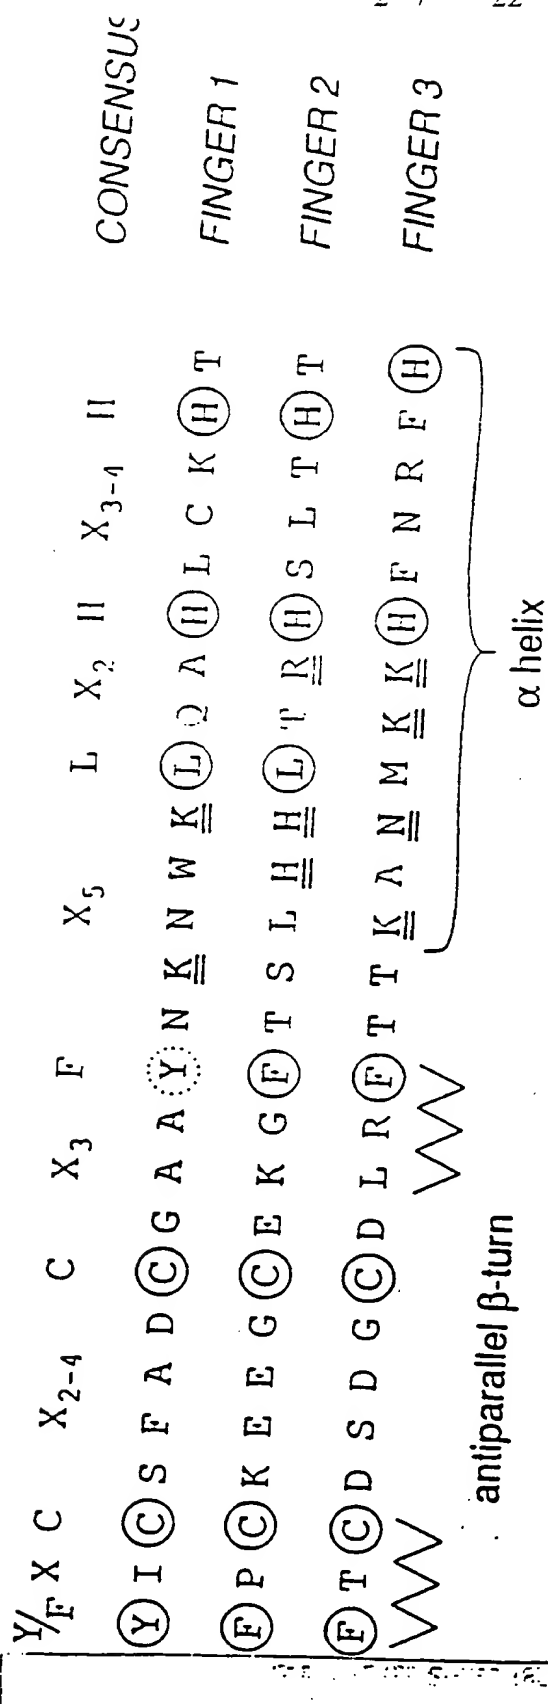 Y/F X C X2-4 C X3 F X5 L X2 H X3-4 H CONSENSUS
Y I C S F A D C G A A Y N K N W K L Q A H L C K H T FINGER 1
F P C K E E G C E K G F T S L H H L T R H S L T H T FINGER 2
F T C D S D G C D L R F T T K A N M K K H F N R F H FINGER 3
antiparallel β-turn α helix